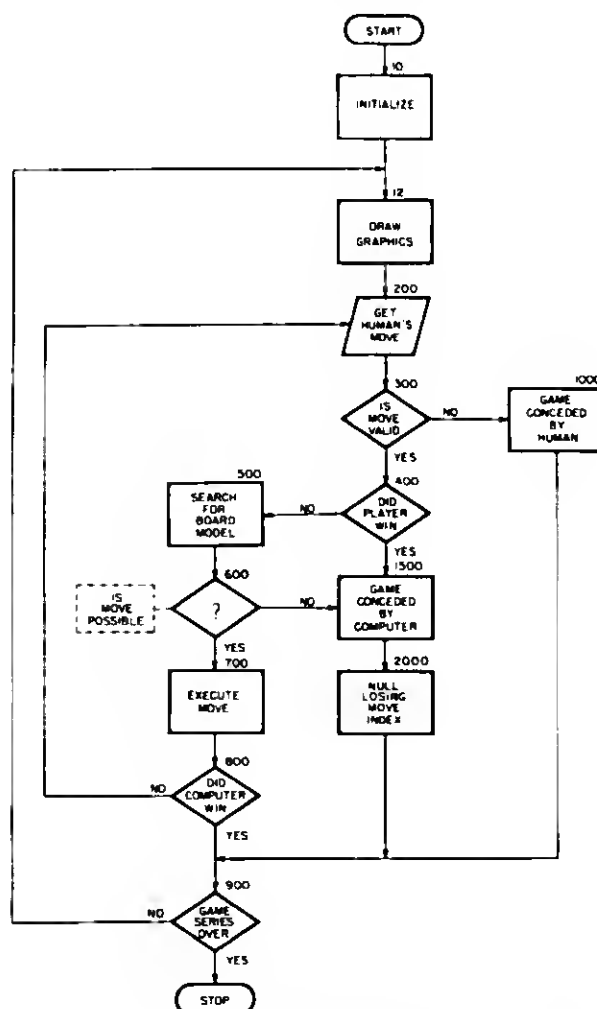 START
10
INITIALIZE
12
DRAW
GRAPHICS
200
GET
HUMAN'S
MOVE
300
IS
MOVE
VALID
NO
1000
GAME
CONCEDED
BY
HUMAN
YES
400
DID
PLAYER
WIN
NO
500
SEARCH
FOR
BOARD
MODEL
YES
1500
GAME
CONCEDED
BY
COMPUTER
600
?
IS
MOVE
POSSIBLE
NO
YES
700
EXECUTE
MOVE
2000
NULL
LOSING
MOVE
INDEX
800
DID
COMPUTER
WIN
NO
YES
900
GAME
SERIES
OVER
NO
YES
STOP